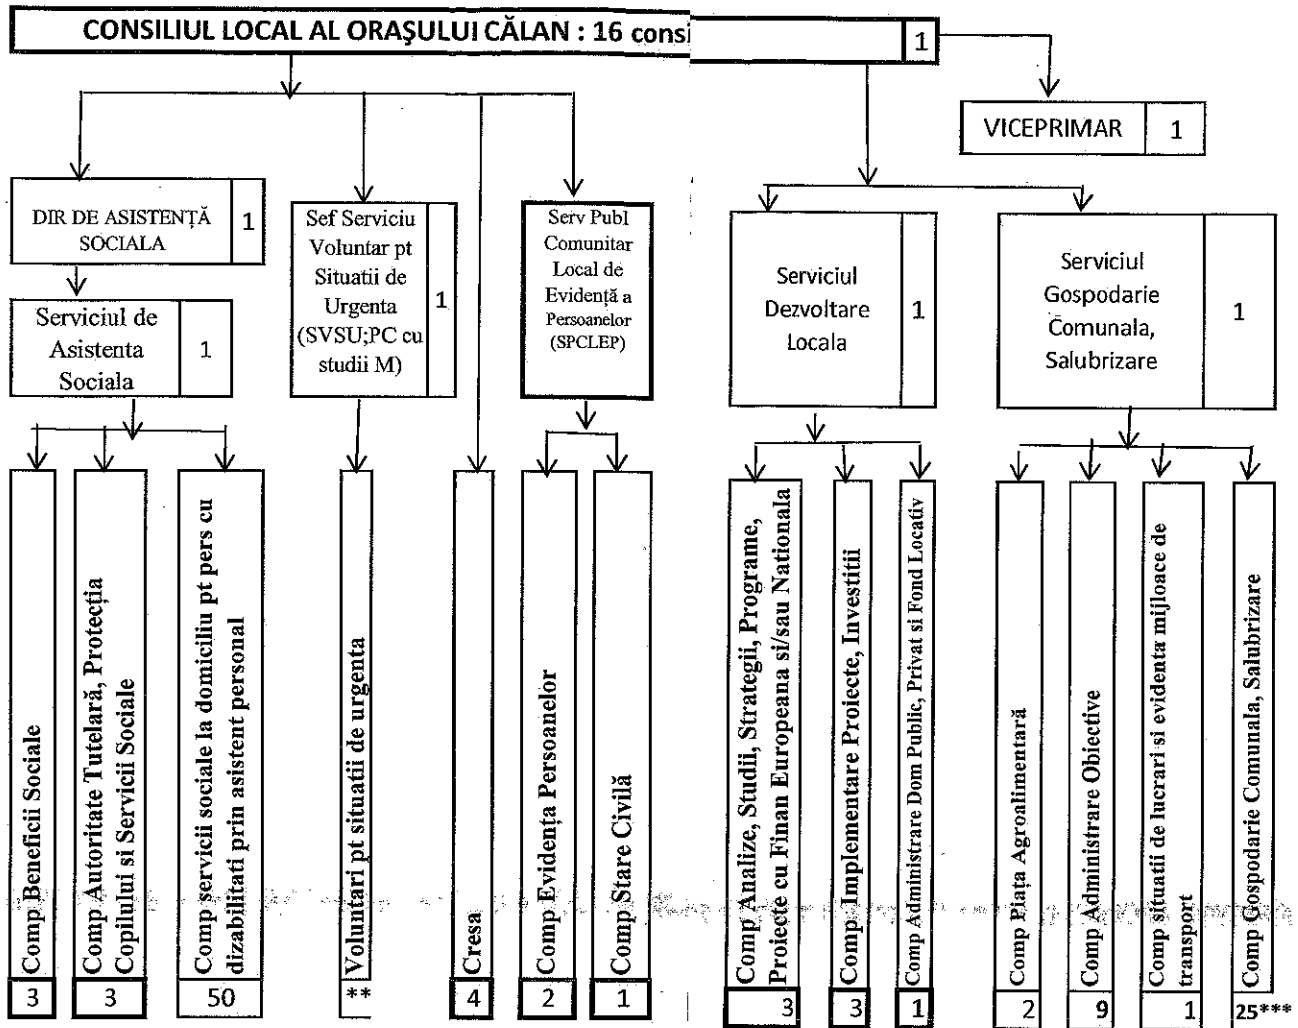 CONSILIUL LOCAL AL ORAŞULUI CĂLAN : 16 consi
1
VICEPRIMAR
1
DIR DE ASISTENŢĂ
SOCIALA
1
Serviciul de
Asistenta
Sociala
1
Sef Serviciu
Voluntar pt
Situatii de
Urgenta
(SVSU;PC cu
studii M)
1
Serv Publ
Comunitar
Local de
Evidenţă a
Persoanelor
(SPCLEP)
Serviciul
Dezvoltare
Locala
1
Serviciul
Gospodarie
Comunala,
Salubrizare
1
Comp Beneficii Sociale
3
Comp Autoritate Tutelară, Protecţia
Copilului si Servicii Sociale
3
Comp servicii sociale la domiciliu pt pers cu
dizabilitati prin asistent personal
50
Voluntari pt situatii de urgenta
**
Cresa
4
Comp Evidenţa Persoanelor
2
Comp Stare Civilă
1
Comp Analize, Studii, Strategii, Programe,
Proiecte cu Finan Europeana si/sau Nationala
3
Comp Implementare Proiecte, Investitii
3
Comp Administrare Dom Public, Privat si Fond Locativ
1
Comp Piaţa Agroalimentară
2
Comp Administrare Obiective
9
Comp situatii de lucrari si evidenta mijloace de
transport
1
Comp Gospodarie Comunala, Salubrizare
25***